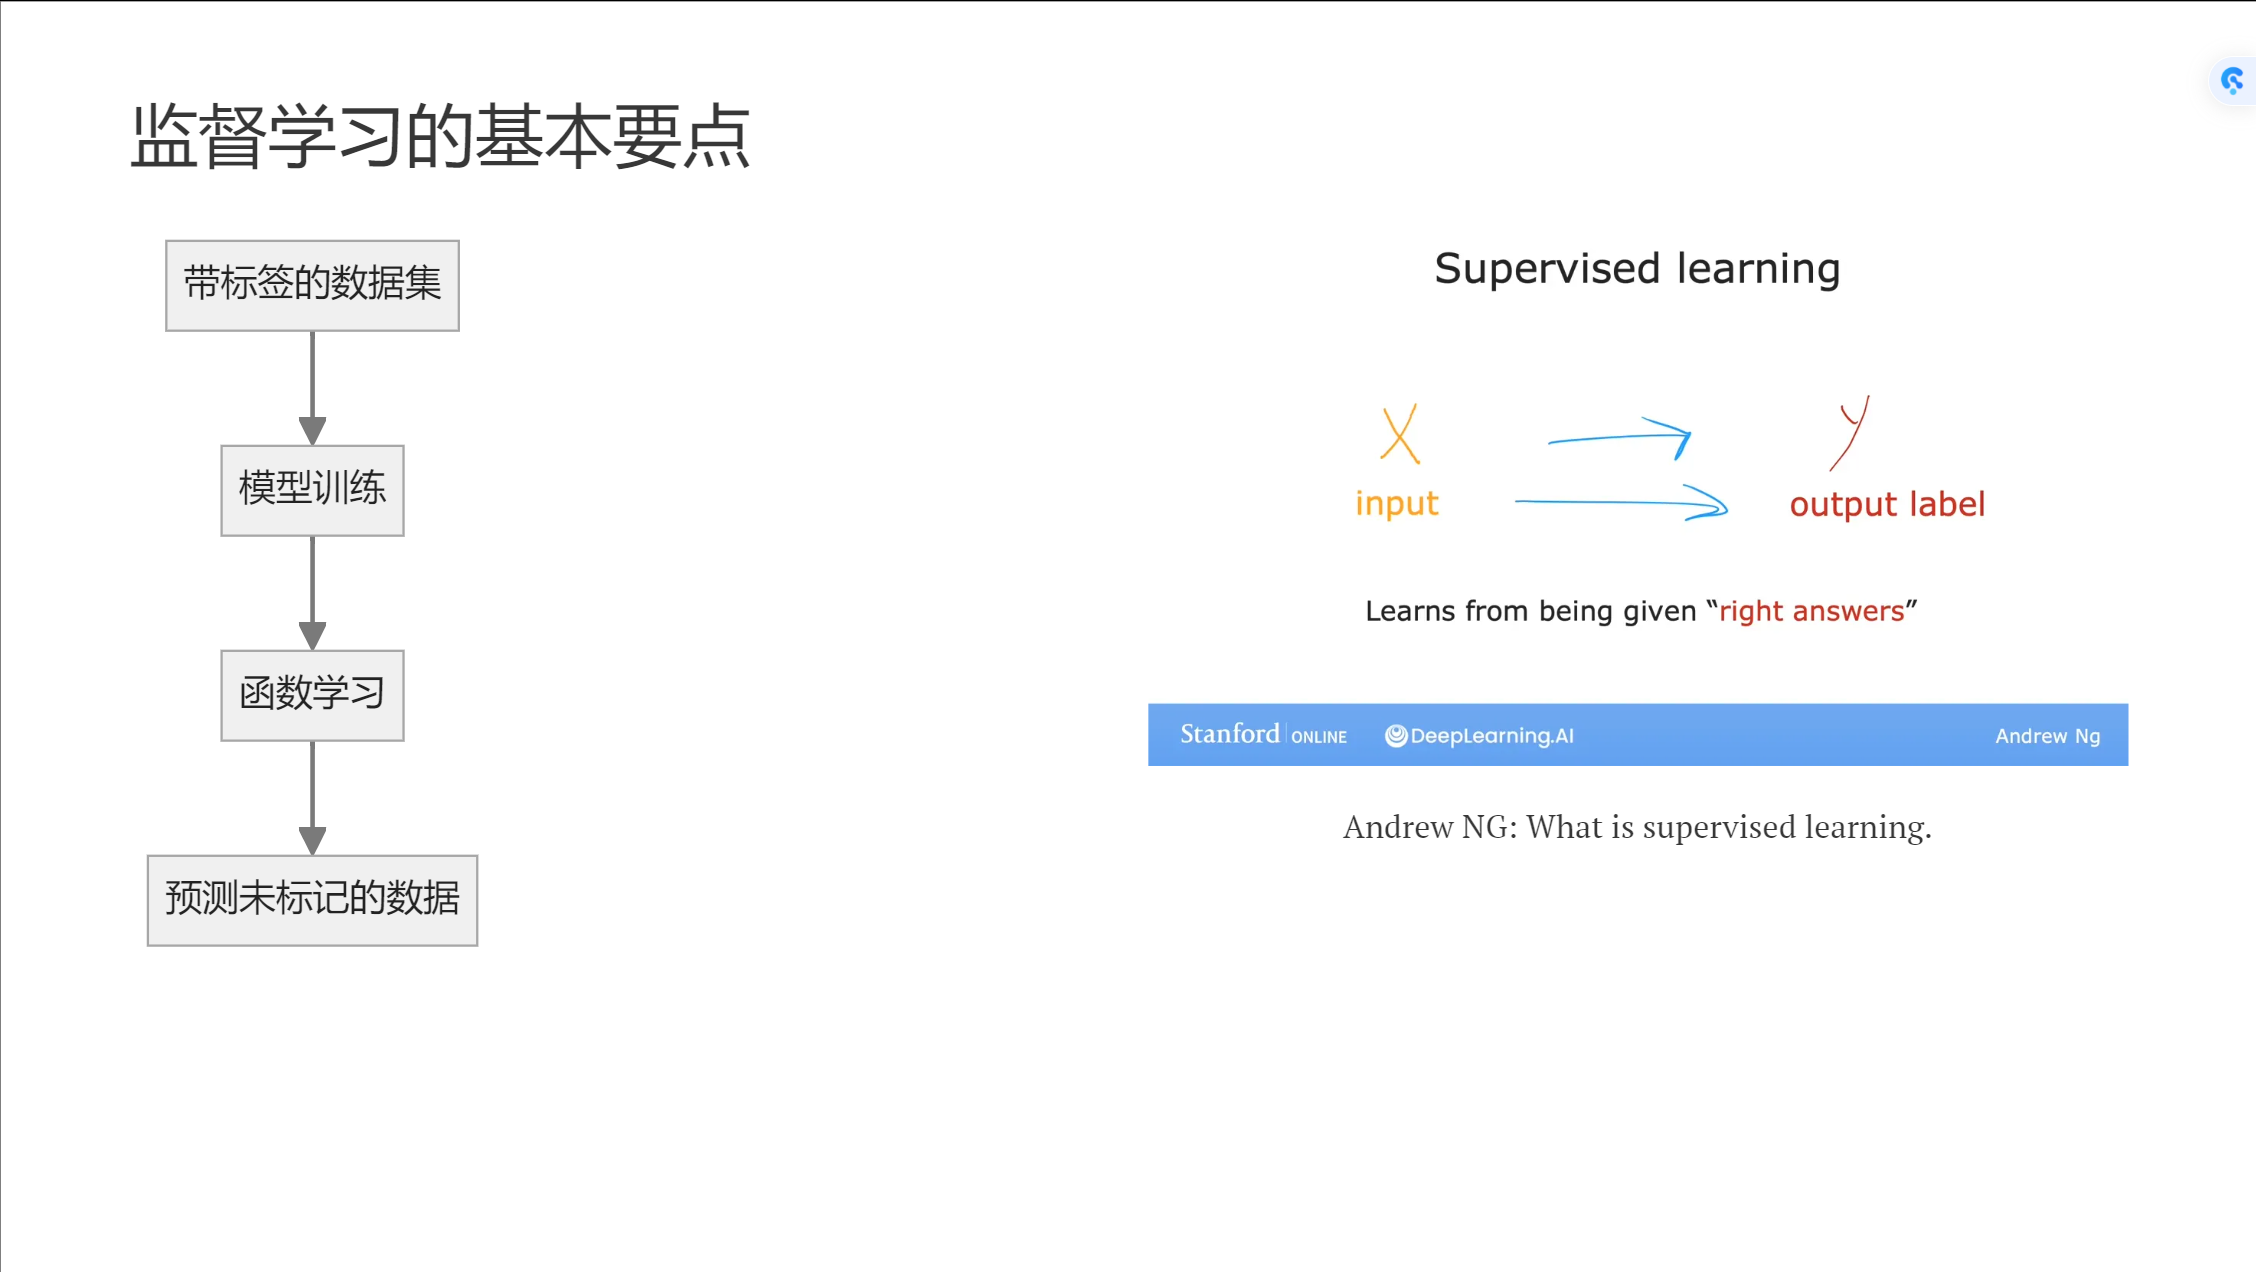 监督学习的基本要点
带标签的数据集
模型训练
函数学习
预测未标记的数据
Supervised learning
X
y
input
output label
Learns from being given “right answers”
Stanford ONLINE
DeepLearning.AI
Andrew Ng
Andrew NG: What is supervised learning.